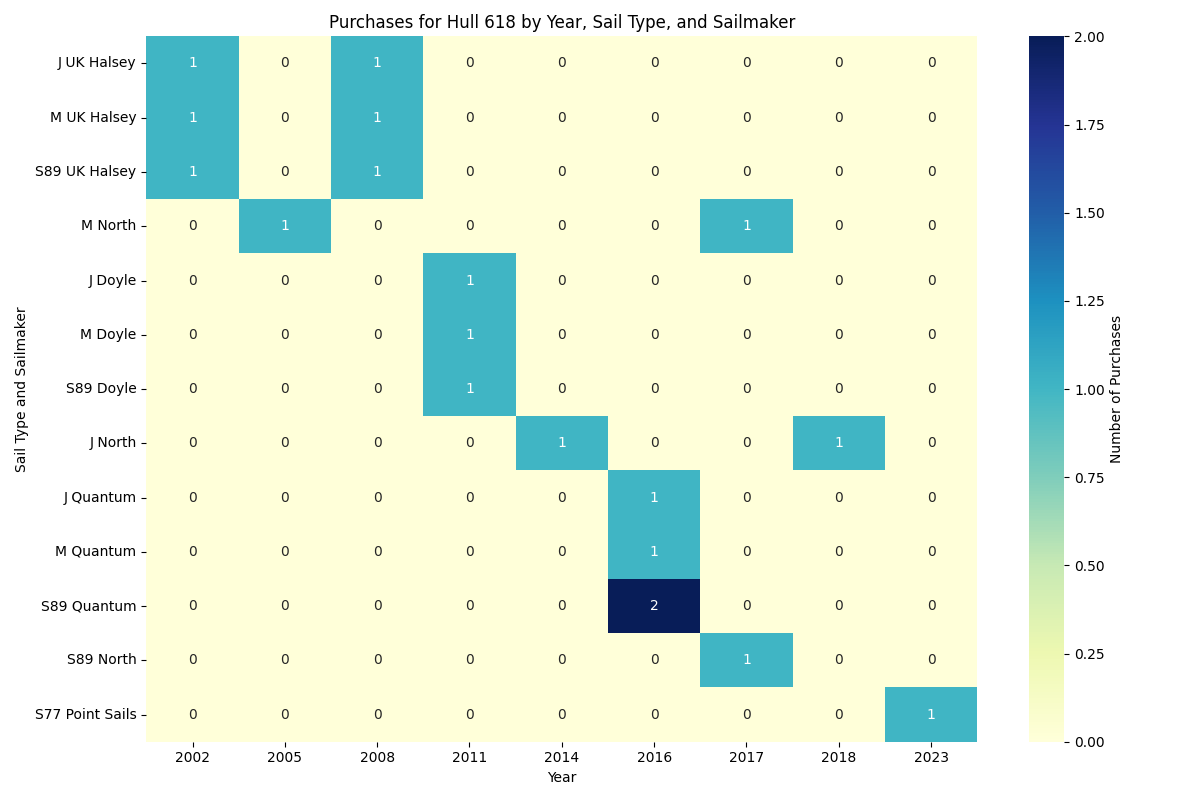 Purchases for Hull 618 by Year, Sail Type, and Sailmaker
Sail Type and Sailmaker
J UK Halsey 1 0 1 0 0 0 0 0 0
M UK Halsey 1 0 1 0 0 0 0 0 0
S89 UK Halsey 1 0 1 0 0 0 0 0 0
M North 0 1 0 0 0 0 1 0 0
J Doyle 0 0 0 1 0 0 0 0 0
M Doyle 0 0 0 1 0 0 0 0 0
S89 Doyle 0 0 0 1 0 0 0 0 0
J North 0 0 0 0 1 0 0 1 0
J Quantum 0 0 0 0 0 1 0 0 0
M Quantum 0 0 0 0 0 1 0 0 0
S89 Quantum 0 0 0 0 0 2 0 0 0
S89 North 0 0 0 0 0 0 1 0 0
S77 Point Sails 0 0 0 0 0 0 0 0 1
2002 2005 2008 2011 2014 2016 2017 2018 2023
Year
2.00
1.75
1.50
1.25
1.00
0.75
0.50
0.25
0.00
Number of Purchases